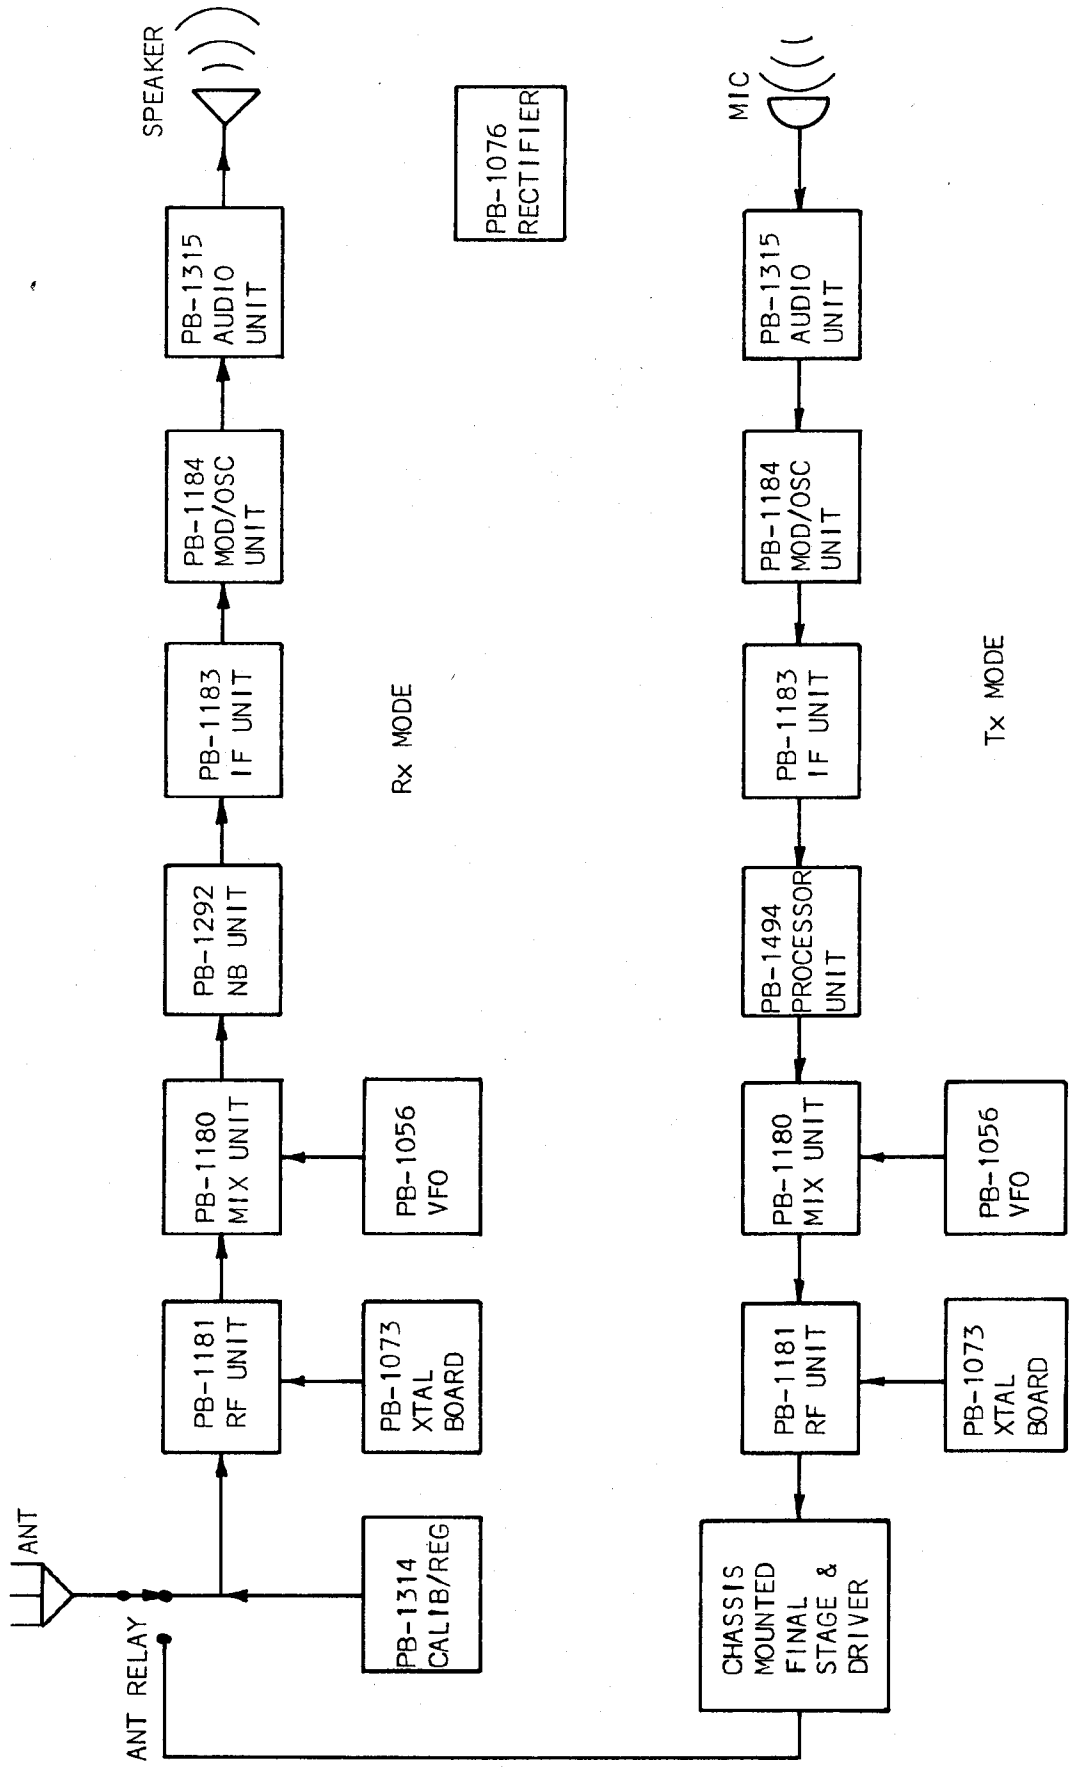 ANT
ANT RELAY
SPEAKER
PB-1181
RF UNIT
PB-1180
MIX UNIT
PB-1292
NB UNIT
PB-1183
IF UNIT
PB-1184
MOD/OSC
UNIT
PB-1315
AUDIO
UNIT
PB-1314
CALIB/REG
PB-1073
XTAL
BOARD
PB-1056
VFO
Rx MODE
PB-1076
RECTIFIER
MIC
CHASSIS
MOUNTED
FINAL
STAGE &
DRIVER
PB-1181
RF UNIT
PB-1180
MIX UNIT
PB-1494
PROCESSOR
UNIT
PB-1183
IF UNIT
PB-1184
MOD/OSC
UNIT
PB-1315
AUDIO
UNIT
PB-1073
XTAL
BOARD
PB-1056
VFO
Tx MODE